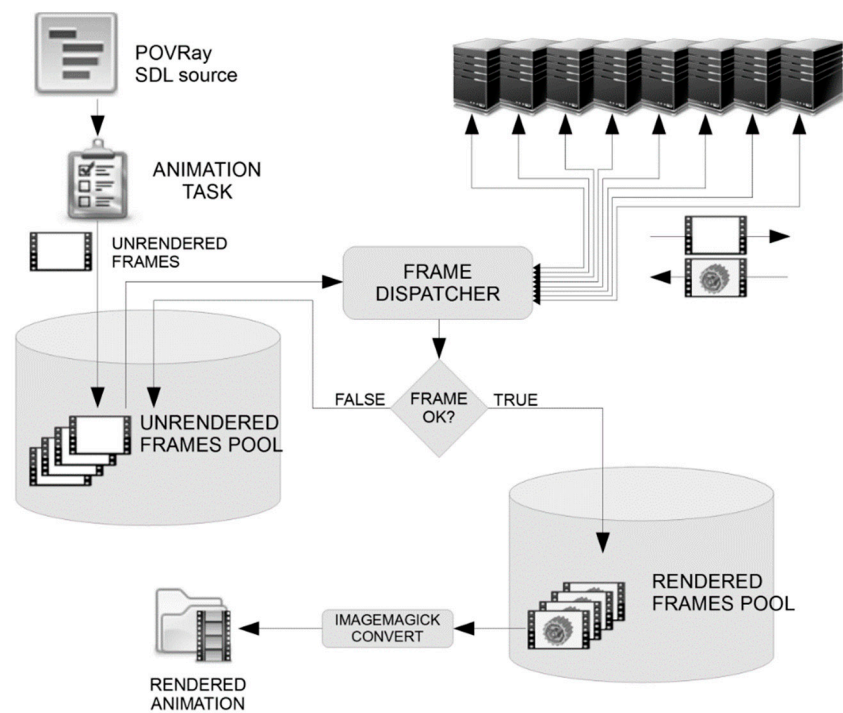 POVRay
SDL source
ANIMATION
TASK
UNRENDERED
FRAMES
FRAME
DISPATCHER
FALSE
FRAME
OK?
TRUE
UNRENDERED
FRAMES POOL
RENDERED
FRAMES POOL
IMAGEMAGICK
CONVERT
RENDERED
ANIMATION